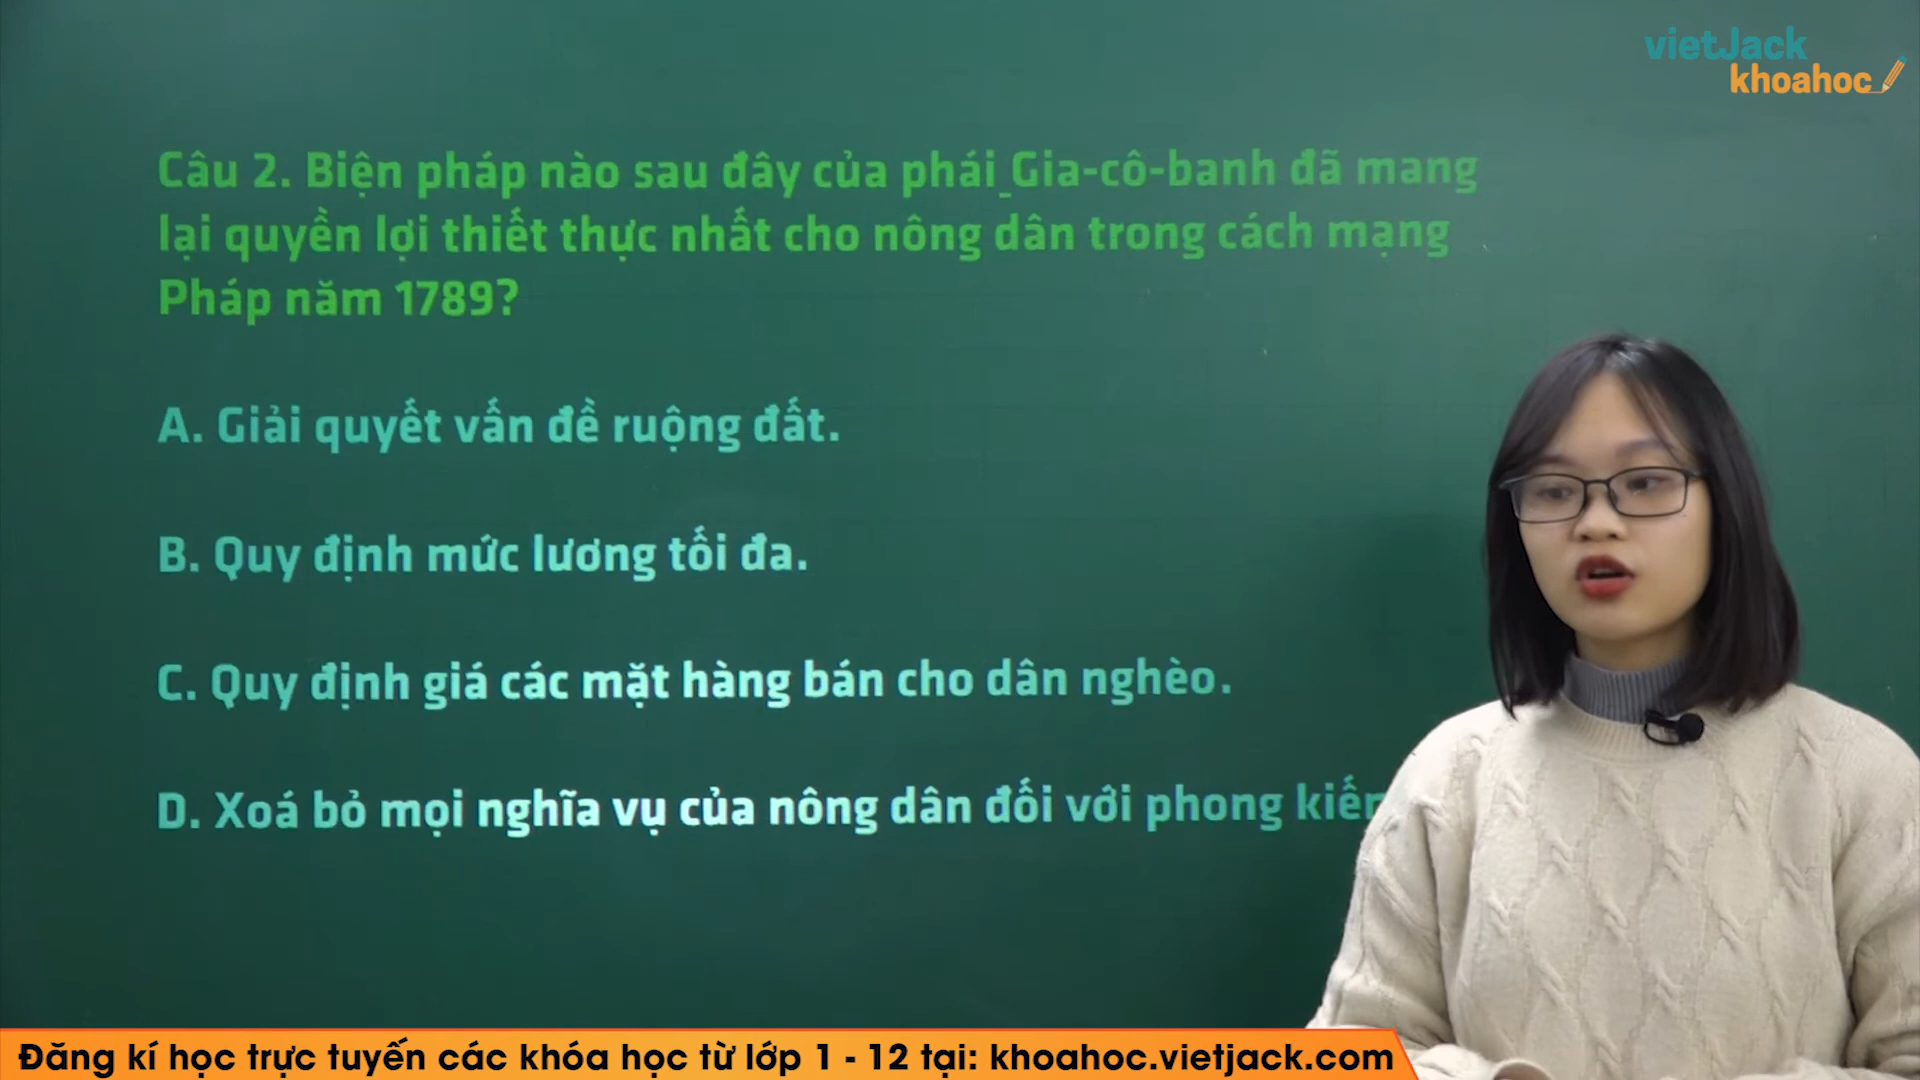 vietJack
khoahoc
Câu 2. Biện pháp nào sau đây của phái Gia-cô-banh đã mang
lại quyền lợi thiết thực nhất cho nông dân trong cách mạng
Pháp năm 1789?
A. Giải quyết vấn đề ruộng đất.
B. Quy định mức lương tối đa.
C. Quy định giá các mặt hàng bán cho dân nghèo.
D. Xoá bỏ mọi nghĩa vụ của nông dân đối với phong kiến
Đăng kí học trực tuyến các khóa học từ lớp 1 - 12 tại: khoahoc.vietjack.com